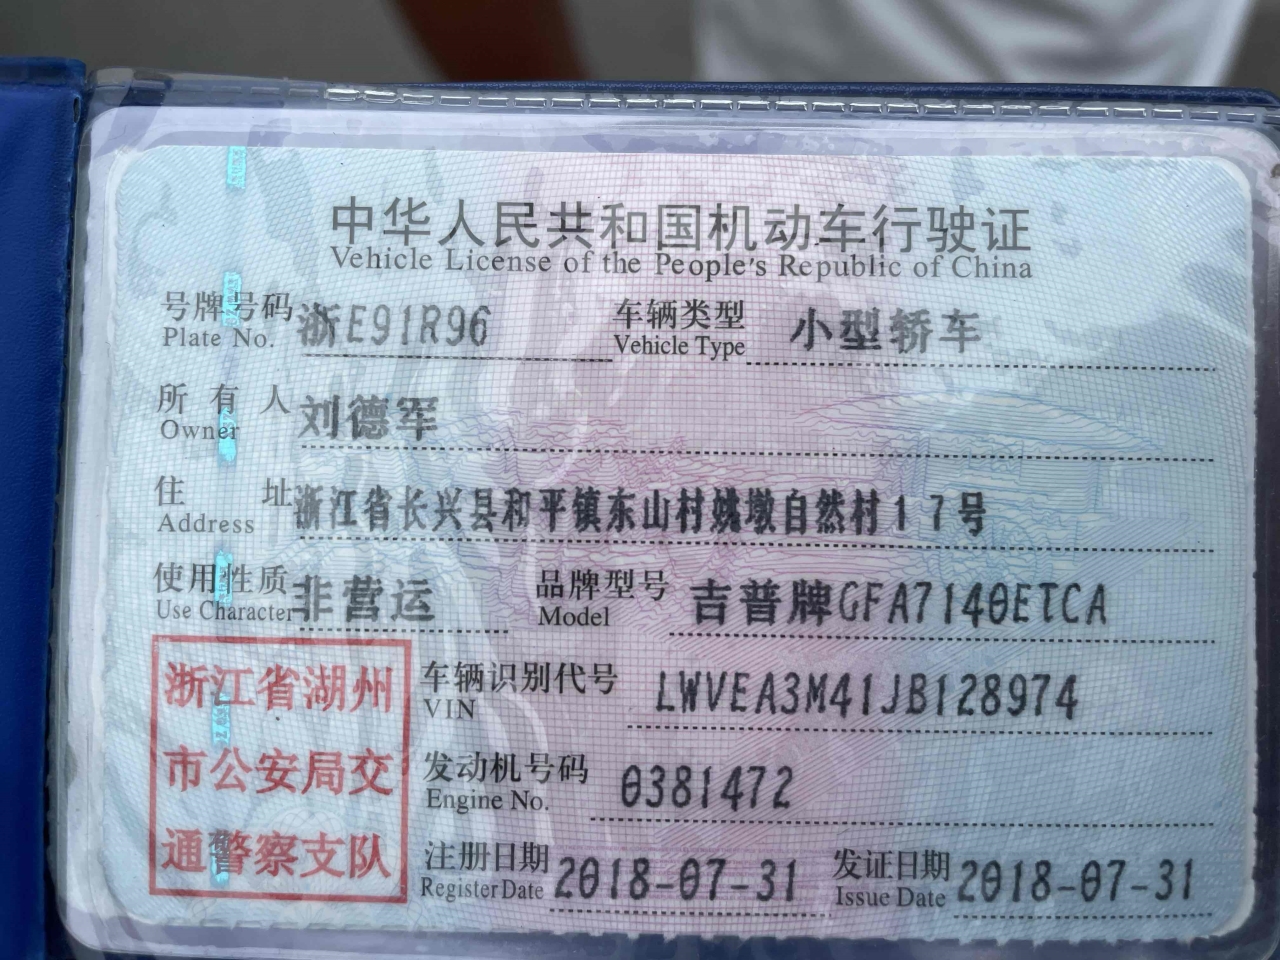 中华人民共和国机动车行驶证
Vehicle License of the People's Republic of China
号牌号码 浙E91R96 车辆类型 小型轿车
Plate No. Vehicle Type
所有人 刘德军
Owner
住址 浙江省长兴县和平镇东山村姚墩自然村17号
Address
使用性质 非营运 品牌型号 吉普牌GFA7140ETCA
Use Character Model
浙江省湖州
市公安局交
通警察支队
车辆识别代号 LWVEA3M41JB128974
VIN
发动机号码 0381472
Engine No.
注册日期 2018-07-31 发证日期 2018-07-31
Register Date Issue Date